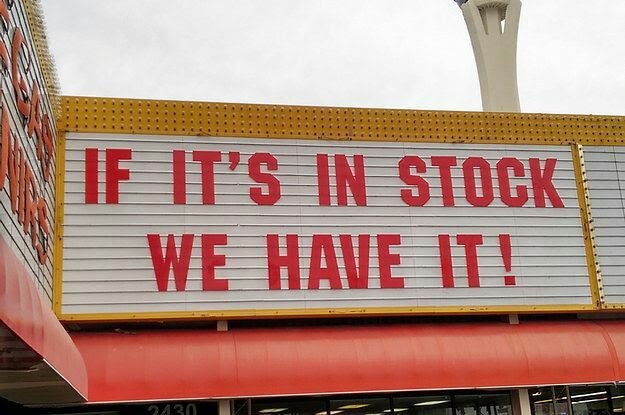 IF IT'S IN STOCK
WE HAVE IT!
2430